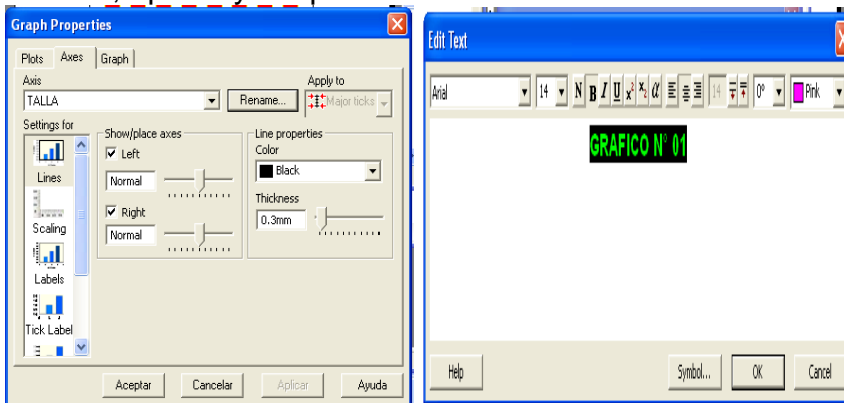 Graph Properties
Plots Axes Graph
Axis
TALLA
Rename...
Apply to
Major ticks
Settings for
Lines
Scaling
Labels
Tick Label
Show/place axes
Left
Normal
Right
Normal
Line properties
Color
Black
Thickness
0.3mm
Aceptar Cancelar Aplicar Ayuda
Edit Text
Arial 14 N B I U x² x₂ α 14 0° Pink
GRAFICO N° 01
Help Symbol... OK Cancel